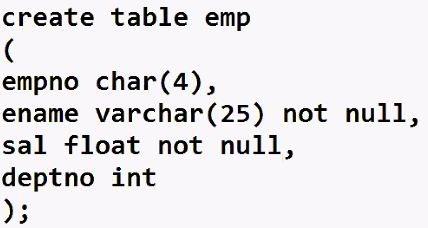 create table emp
(
empno char(4),
ename varchar(25) not null,
sal float not null,
deptno int
);